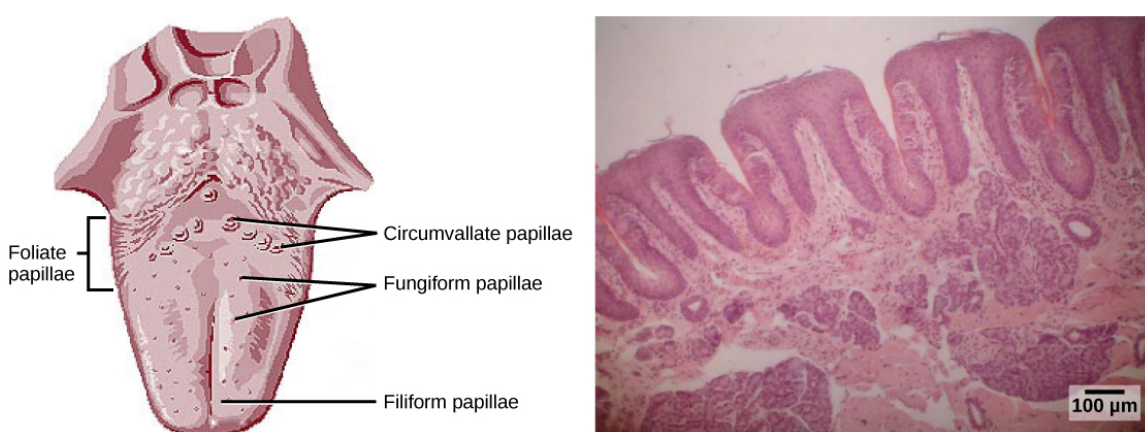 Foliate
papillae
Circumvallate papillae
Fungiform papillae
Filiform papillae
100 µm